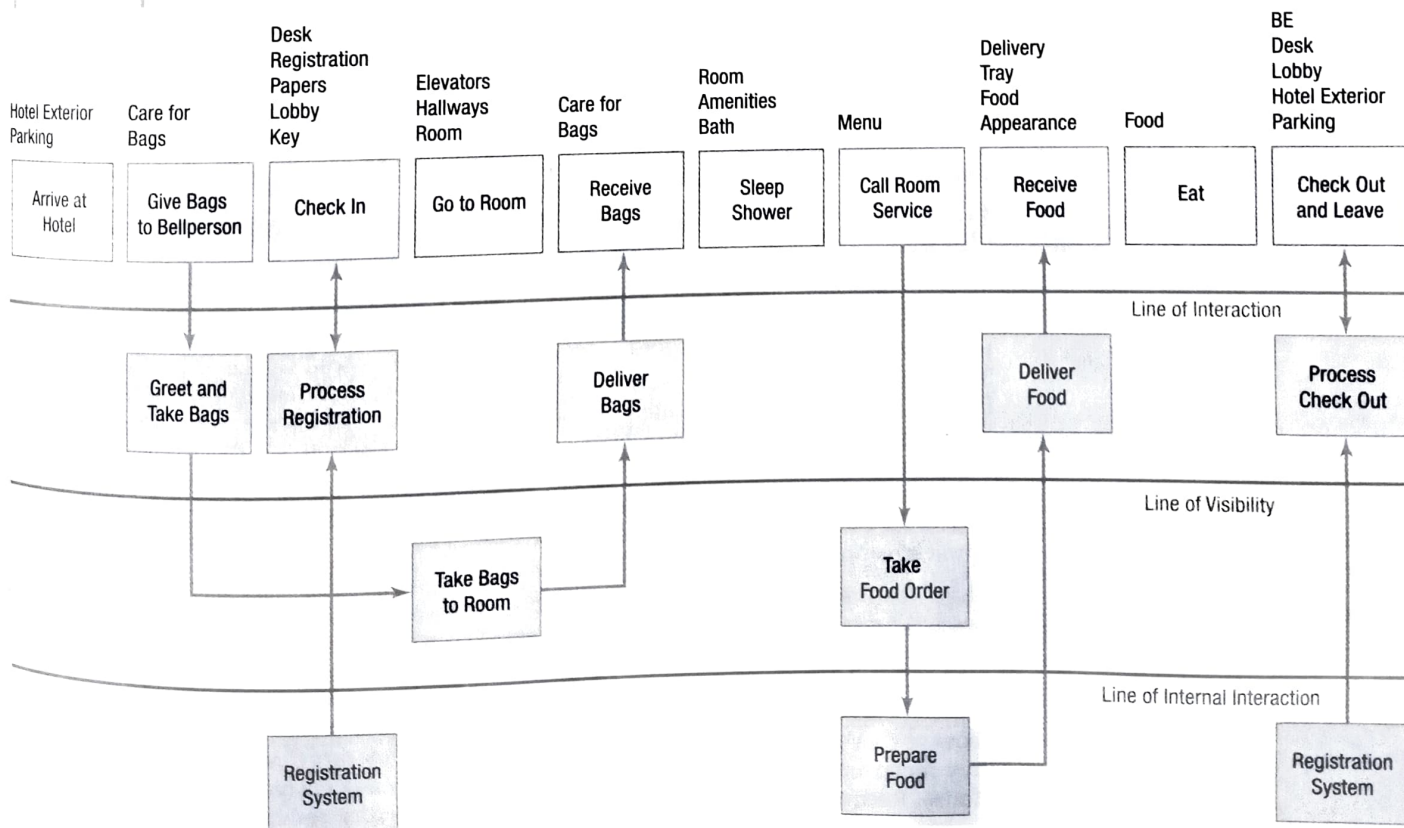 Hotel Exterior
Parking
Care for
Bags
Desk
Registration
Papers
Lobby
Key
Elevators
Hallways
Room
Care for
Bags
Room
Amenities
Bath
Menu
Delivery
Tray
Food
Appearance
Food
BE
Desk
Lobby
Hotel Exterior
Parking
Arrive at
Hotel
Give Bags
to Bellperson
Check In
Go to Room
Receive
Bags
Sleep
Shower
Call Room
Service
Receive
Food
Eat
Check Out
and Leave
Line of Interaction
Greet and
Take Bags
Process
Registration
Deliver
Bags
Deliver
Food
Process
Check Out
Line of Visibility
Take Bags
to Room
Take
Food Order
Line of Internal Interaction
Registration
System
Prepare
Food
Registration
System